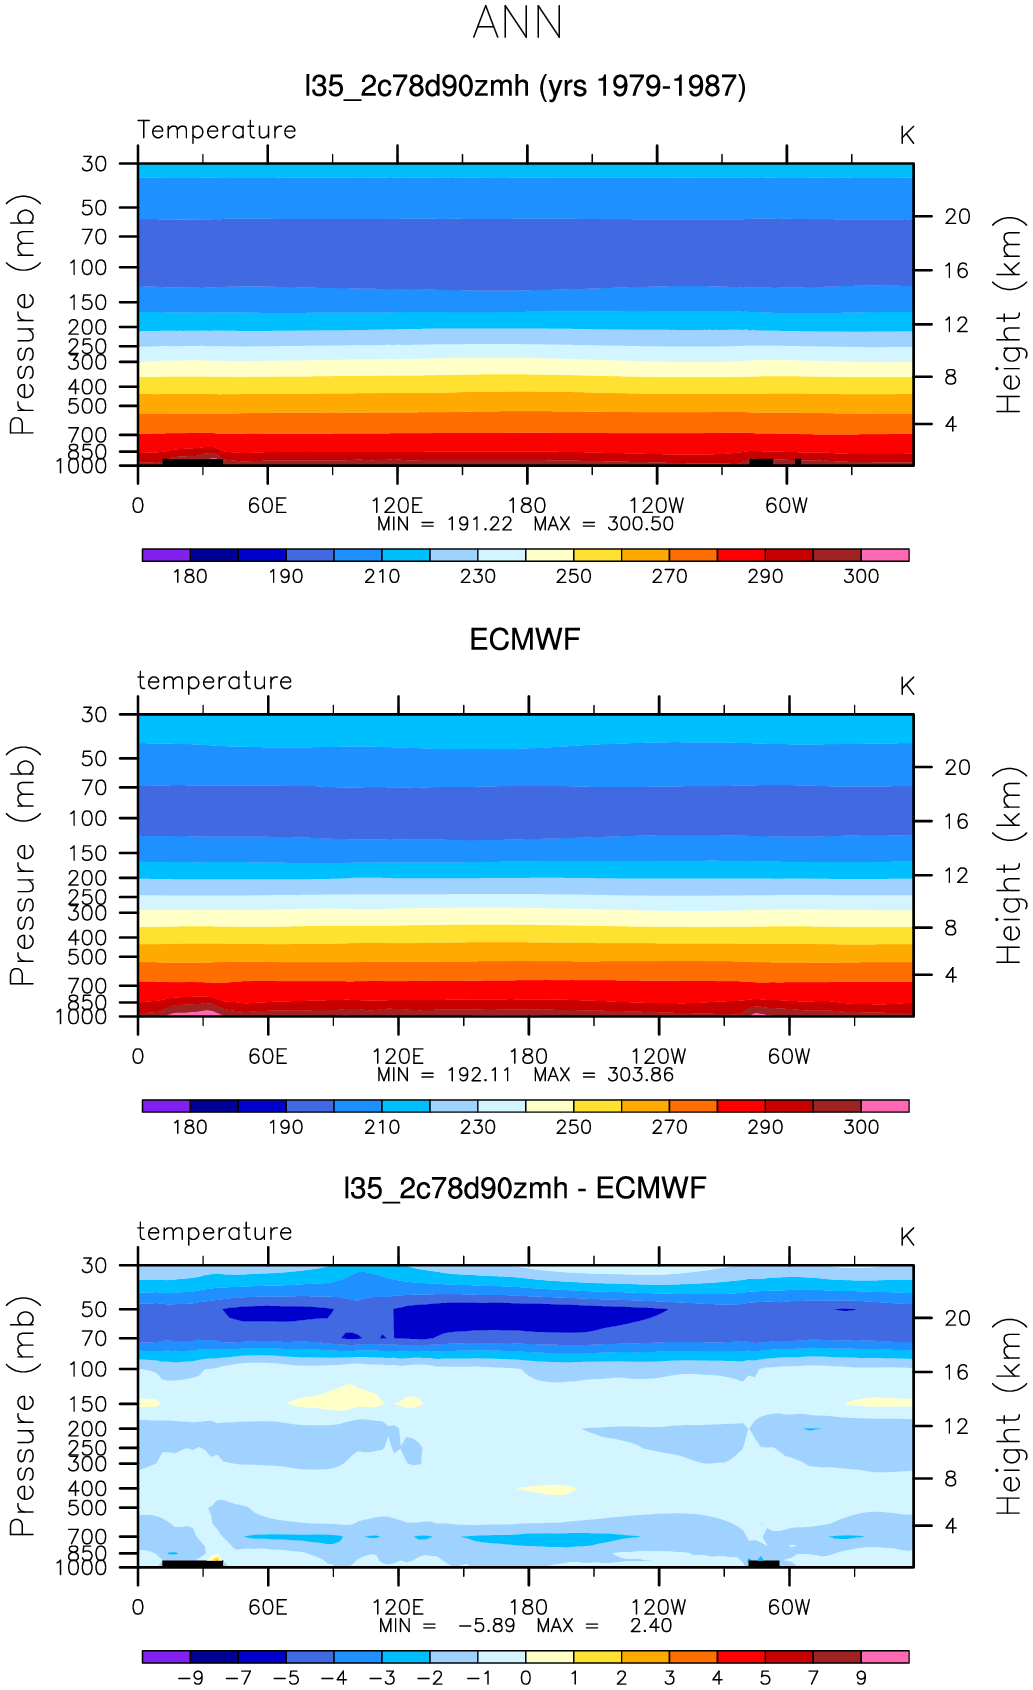 ANN
l35_2c78d90zmh (yrs 1979-1987)
Temperature K
Pressure (mb)
30
50
70
100
150
200
250
300
400
500
700
850
1000
20
16
12
8
4
Height (km)
0 60E 120E 180 120W 60W
MIN = 191.22 MAX = 300.50
180 190 210 230 250 270 290 300
ECMWF
temperature K
Pressure (mb)
30
50
70
100
150
200
250
300
400
500
700
850
1000
20
16
12
8
4
Height (km)
0 60E 120E 180 120W 60W
MIN = 192.11 MAX = 303.86
180 190 210 230 250 270 290 300
l35_2c78d90zmh - ECMWF
temperature K
Pressure (mb)
30
50
70
100
150
200
250
300
400
500
700
850
1000
20
16
12
8
4
Height (km)
0 60E 120E 180 120W 60W
MIN = −5.89 MAX = 2.40
−9 −7 −5 −4 −3 −2 −1 0 1 2 3 4 5 7 9